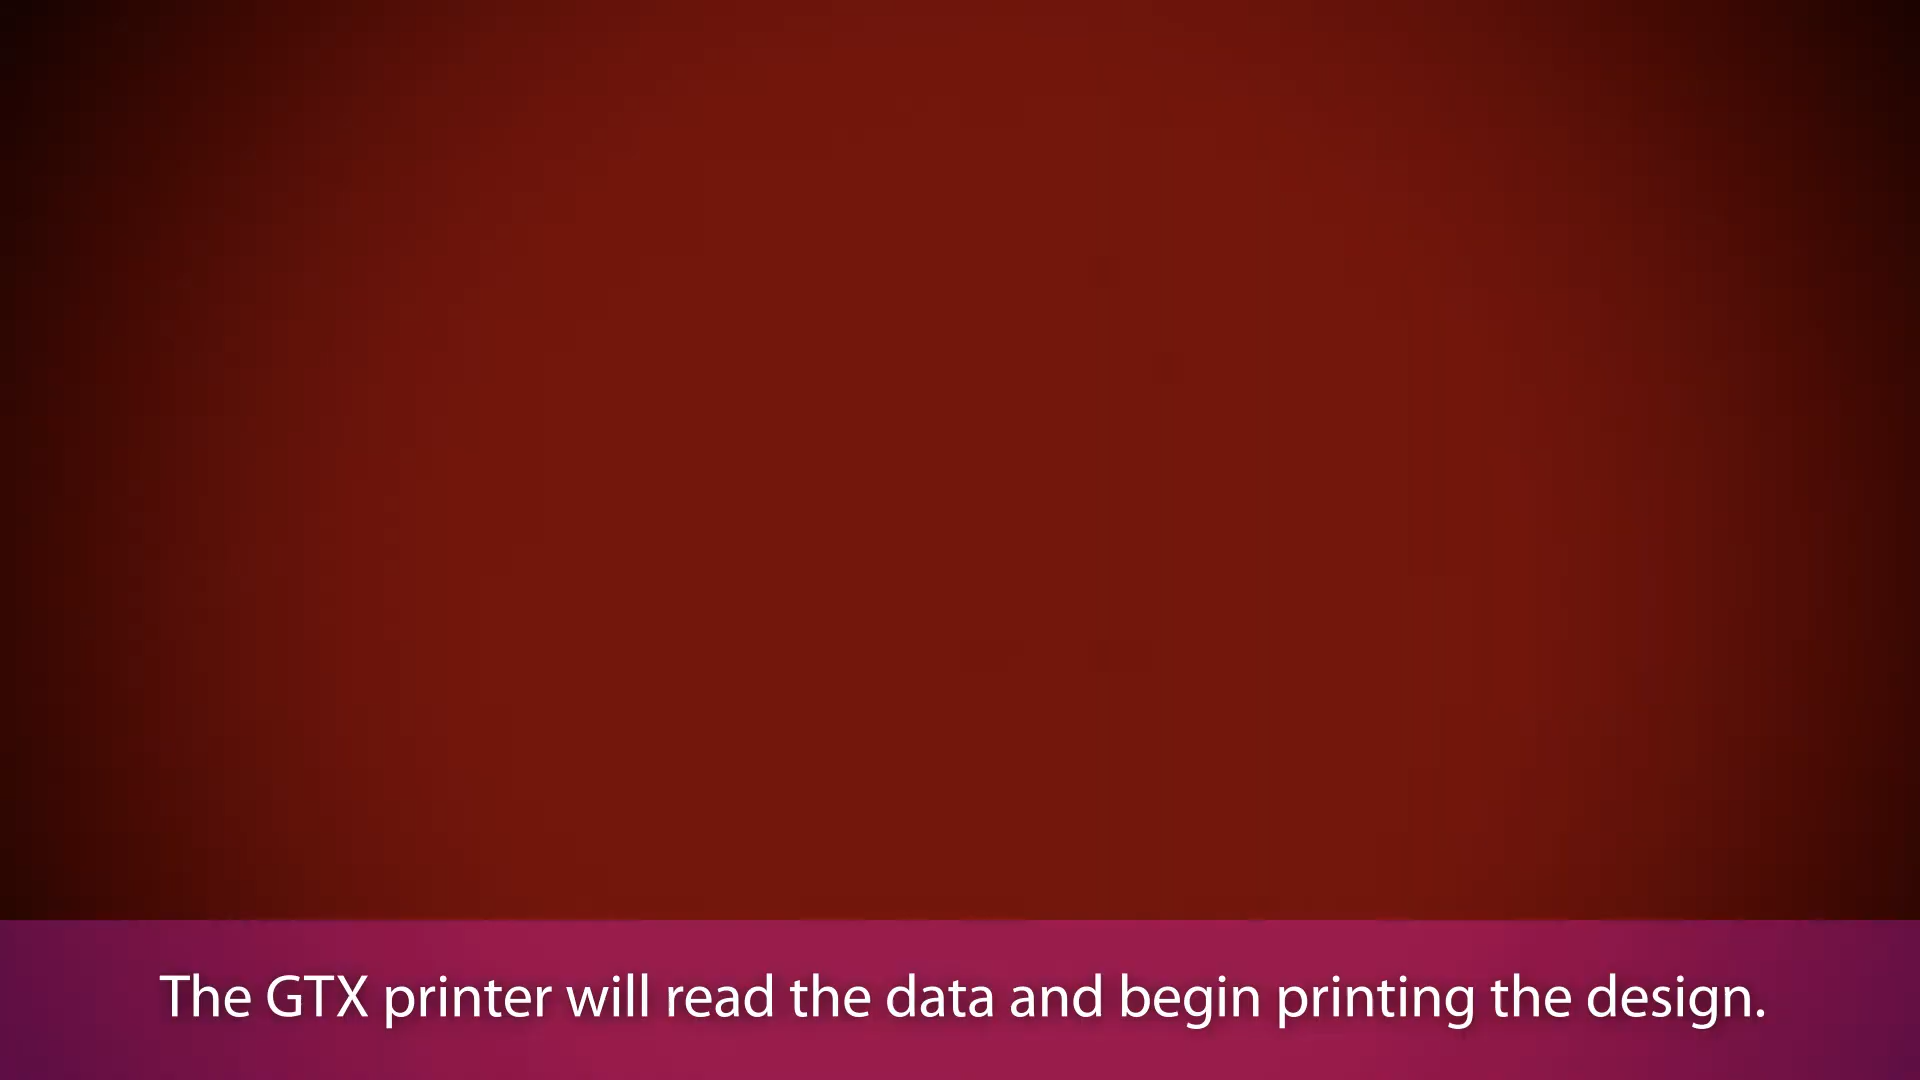 The GTX printer will read the data and begin printing the design.